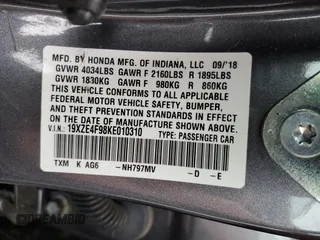 MFD. BY HONDA MFG. OF INDIANA, LLC 09/'18
GVWR 4034LBS GAWR F 2160LBS R 1895LBS
GVWR 1830KG GAWR F 980KG R 860KG
THIS VEHICLE CONFORMS TO ALL APPLICABLE
FEDERAL MOTOR VEHICLE SAFETY, BUMPER,
AND THEFT PREVENTION STANDARDS IN EFFECT
ON THE DATE OF MANUFACTURE SHOWN ABOVE.
V.I.N.: 19XZE4F98KE010310 TYPE: PASSENGER CAR
TXM K AG6 -NH797MV -D -E
DREAMBID